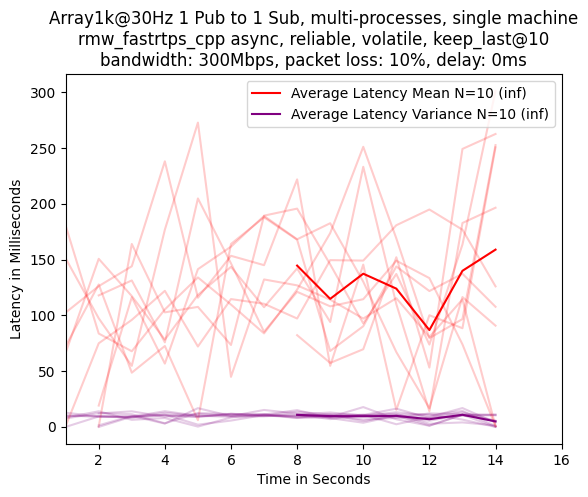 Array1k@30Hz 1 Pub to 1 Sub, multi-processes, single machine
rmw_fastrtps_cpp async, reliable, volatile, keep_last@10
bandwidth: 300Mbps, packet loss: 10%, delay: 0ms
Average Latency Mean N=10 (inf)
Average Latency Variance N=10 (inf)
Latency in Milliseconds
300
250
200
150
100
50
0
2 4 6 8 10 12 14 16
Time in Seconds